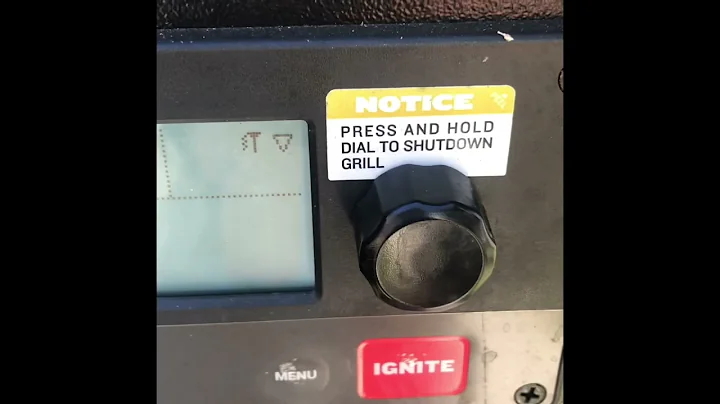 NOTICE
PRESS AND HOLD
DIAL TO SHUTDOWN
GRILL
MENU
IGNITE